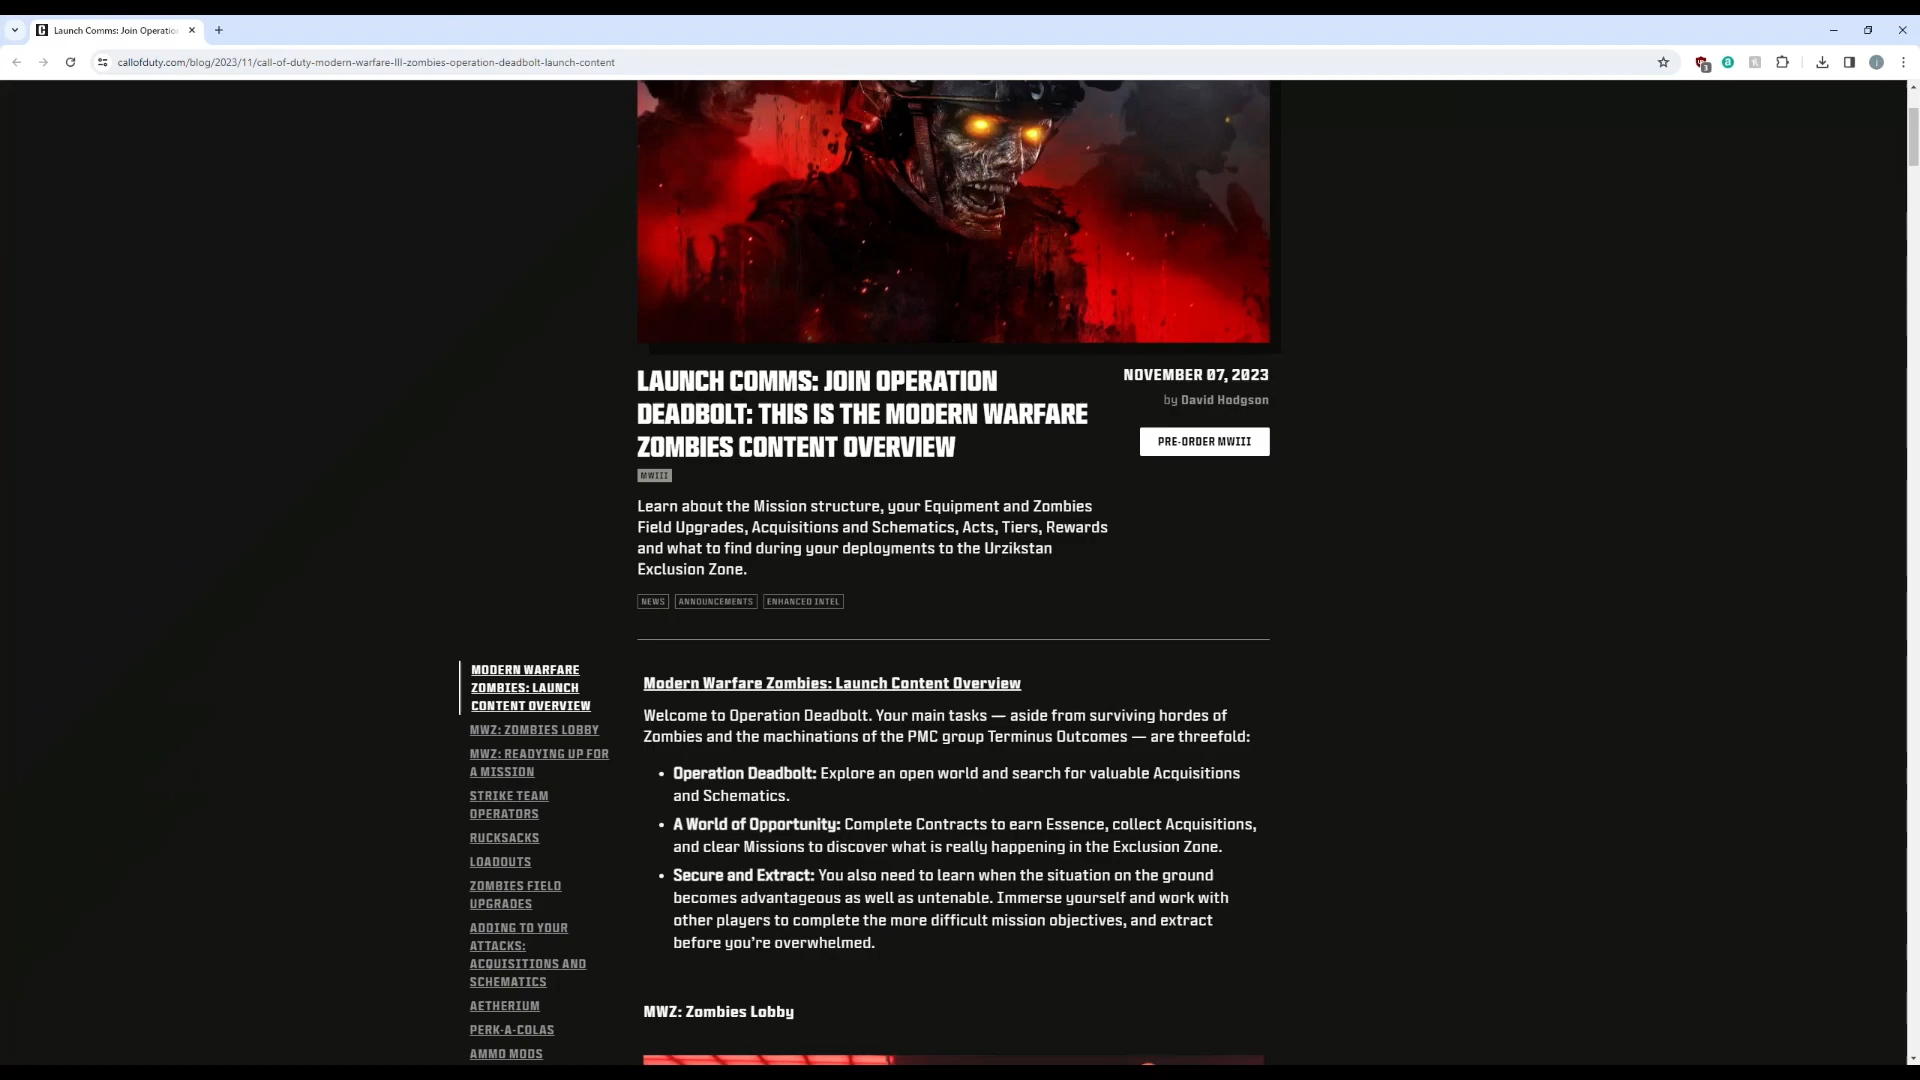 Launch Comms: Join Operatio
callofduty.com/blog/2023/11/call-of-duty-modern-warfare-III-zombies-operation-deadbolt-launch-content
3
a
i
LAUNCH COMMS: JOIN OPERATION
DEADBOLT: THIS IS THE MODERN WARFARE
ZOMBIES CONTENT OVERVIEW
MWIII
NOVEMBER 07, 2023
by David Hodgson
PRE-ORDER MWIII
Learn about the Mission structure, your Equipment and Zombies
Field Upgrades, Acquisitions and Schematics, Acts, Tiers, Rewards
and what to find during your deployments to the Urzikstan
Exclusion Zone.
NEWS ANNOUNCEMENTS ENHANCED INTEL
MODERN WARFARE
ZOMBIES: LAUNCH
CONTENT OVERVIEW
MWZ: ZOMBIES LOBBY
MWZ: READYING UP FOR
A MISSION
STRIKE TEAM
OPERATORS
RUCKSACKS
LOADOUTS
ZOMBIES FIELD
UPGRADES
ADDING TO YOUR
ATTACKS:
ACQUISITIONS AND
SCHEMATICS
AETHERIUM
PERK-A-COLAS
AMMO MODS
Modern Warfare Zombies: Launch Content Overview
Welcome to Operation Deadbolt. Your main tasks — aside from surviving hordes of
Zombies and the machinations of the PMC group Terminus Outcomes — are threefold:
• Operation Deadbolt: Explore an open world and search for valuable Acquisitions
and Schematics.
• A World of Opportunity: Complete Contracts to earn Essence, collect Acquisitions,
and clear Missions to discover what is really happening in the Exclusion Zone.
• Secure and Extract: You also need to learn when the situation on the ground
becomes advantageous as well as untenable. Immerse yourself and work with
other players to complete the more difficult mission objectives, and extract
before you’re overwhelmed.
MWZ: Zombies Lobby